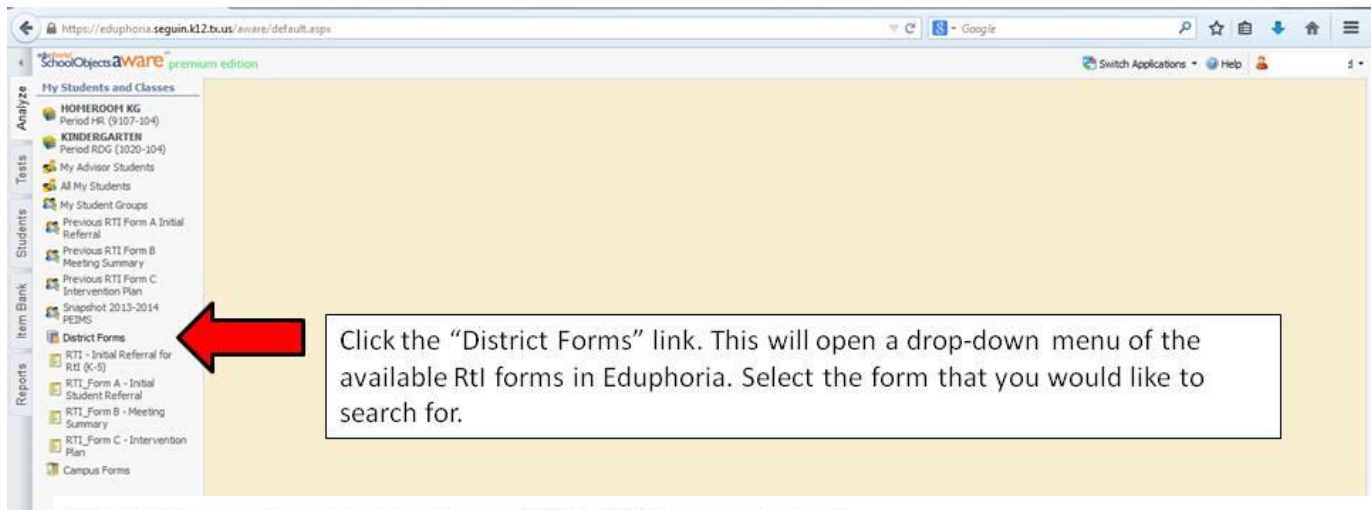 https://eduphoria.seguin.k12.tx.us/aware/default.aspx
Google
eduphoria!
SchoolObjects:aware premium edition
Switch Applications
Help
Analyze
Tests
Students
Item Bank
Reports
My Students and Classes
HOMEROOM KG
Period HR (9107-104)
KINDERGARTEN
Period RDG (1020-104)
My Advisor Students
All My Students
My Student Groups
Previous RTI Form A Initial
Referral
Previous RTI Form B
Meeting Summary
Previous RTI Form C
Intervention Plan
Snapshot 2013-2014
PEIMS
District Forms
RTI - Initial Referral for
RtI (K-5)
RTI_Form A - Initial
Student Referral
RTI_Form B - Meeting
Summary
RTI_Form C - Intervention
Plan
Campus Forms
Click the “District Forms” link. This will open a drop-down menu of the
available RtI forms in Eduphoria. Select the form that you would like to
search for.